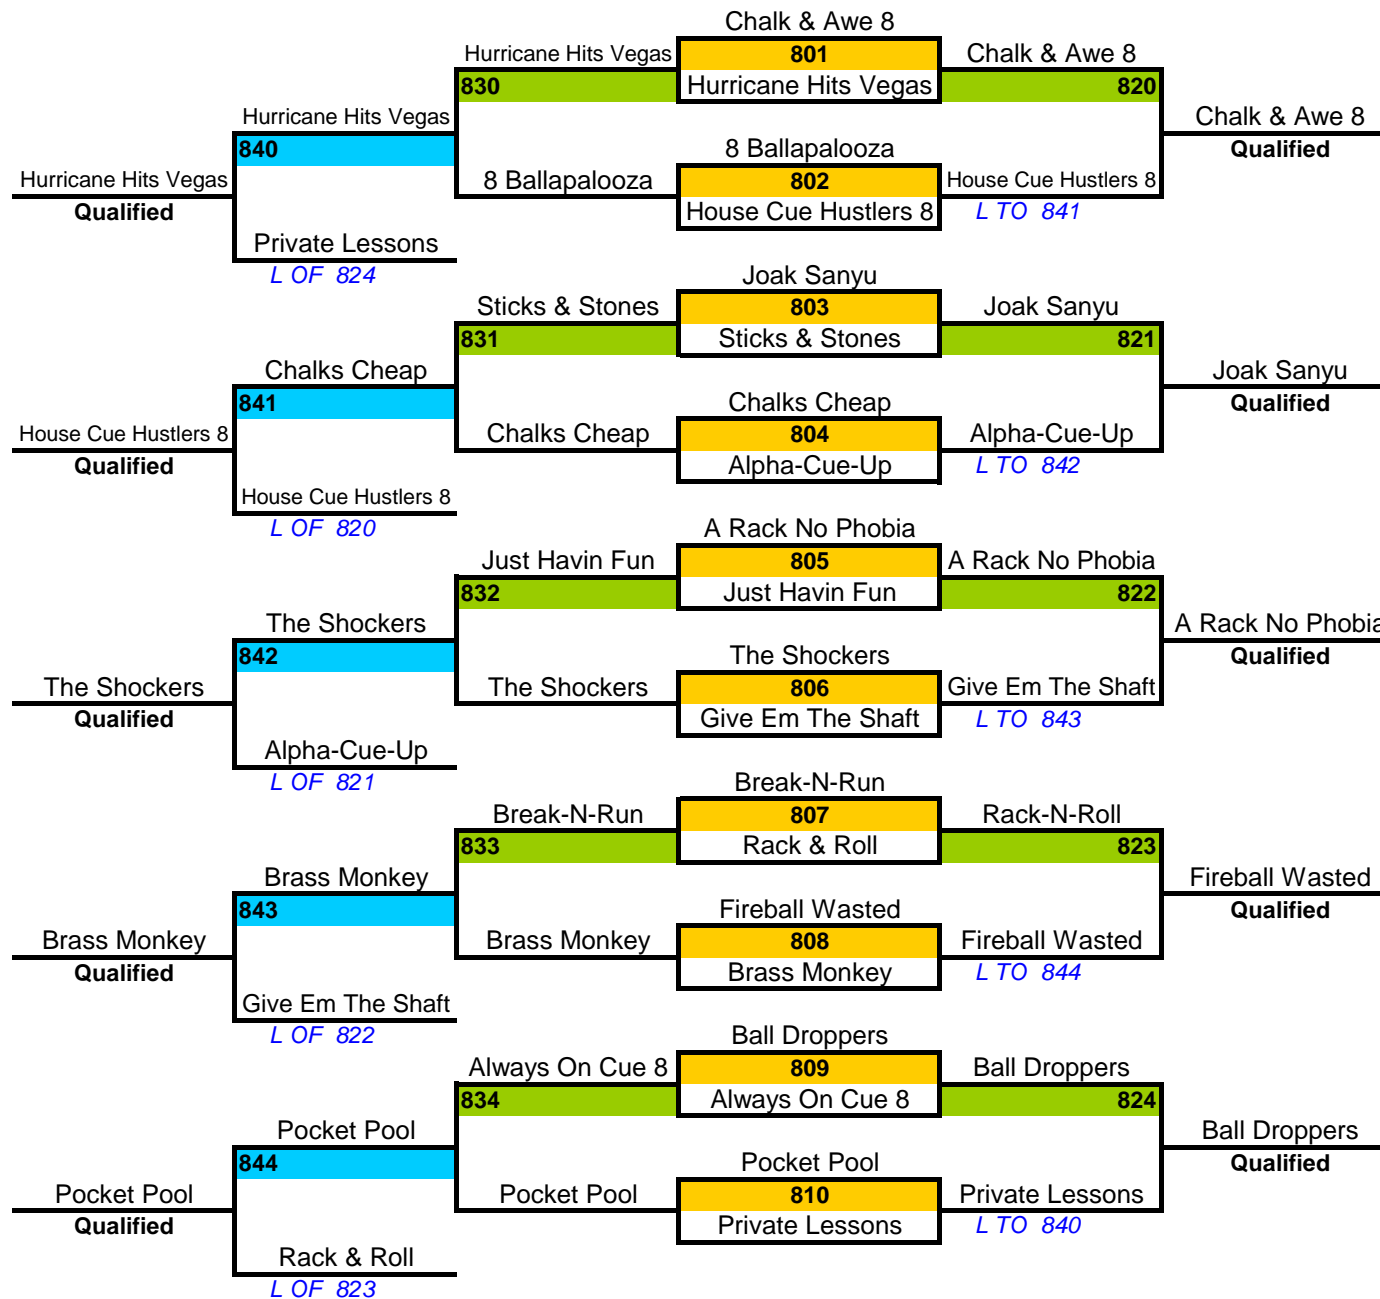 Chalk & Awe 8
Hurricane Hits Vegas 801 Chalk & Awe 8
830 Hurricane Hits Vegas 820
Hurricane Hits Vegas Chalk & Awe 8
840 8 Ballapalooza Qualified
Hurricane Hits Vegas 8 Ballapalooza 802 House Cue Hustlers 8
Qualified House Cue Hustlers 8 L TO 841
Private Lessons
L OF 824 Joak Sanyu
Sticks & Stones 803 Joak Sanyu
831 Sticks & Stones 821
Chalks Cheap Joak Sanyu
841 Chalks Cheap Qualified
House Cue Hustlers 8 Chalks Cheap 804 Alpha-Cue-Up
Qualified Alpha-Cue-Up L TO 842
House Cue Hustlers 8
L OF 820 A Rack No Phobia
Just Havin Fun 805 A Rack No Phobia
832 Just Havin Fun 822
The Shockers A Rack No Phobia
842 The Shockers Qualified
The Shockers The Shockers 806 Give Em The Shaft
Qualified Give Em The Shaft L TO 843
Alpha-Cue-Up
L OF 821 Break-N-Run
Break-N-Run 807 Rack-N-Roll
833 Rack & Roll 823
Brass Monkey Fireball Wasted
843 Fireball Wasted Qualified
Brass Monkey Brass Monkey 808 Fireball Wasted
Qualified Brass Monkey L TO 844
Give Em The Shaft
L OF 822 Ball Droppers
Always On Cue 8 809 Ball Droppers
834 Always On Cue 8 824
Pocket Pool Ball Droppers
844 Pocket Pool Qualified
Pocket Pool Pocket Pool 810 Private Lessons
Qualified Private Lessons L TO 840
Rack & Roll
L OF 823